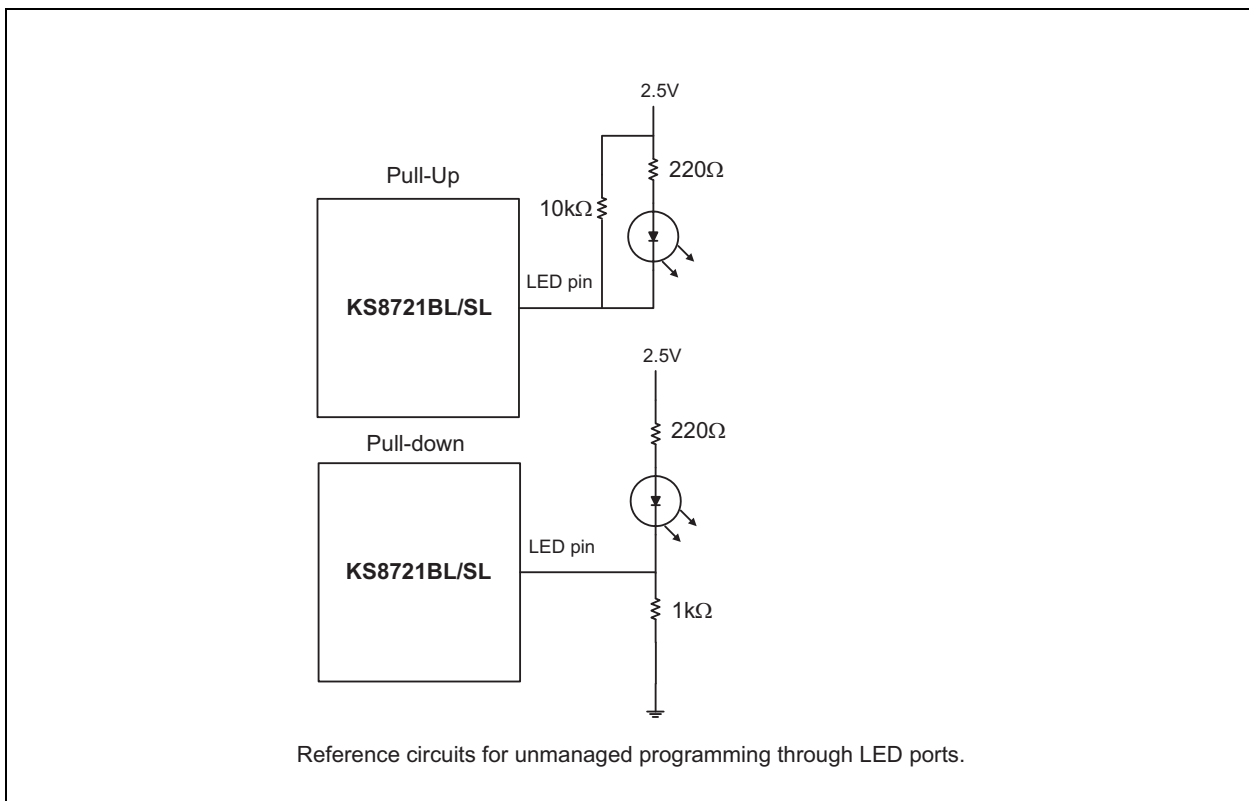 2.5V
220Ω
Pull-Up
10kΩ
LED pin
KS8721BL/SL
2.5V
220Ω
Pull-down
LED pin
KS8721BL/SL
1kΩ
Reference circuits for unmanaged programming through LED ports.